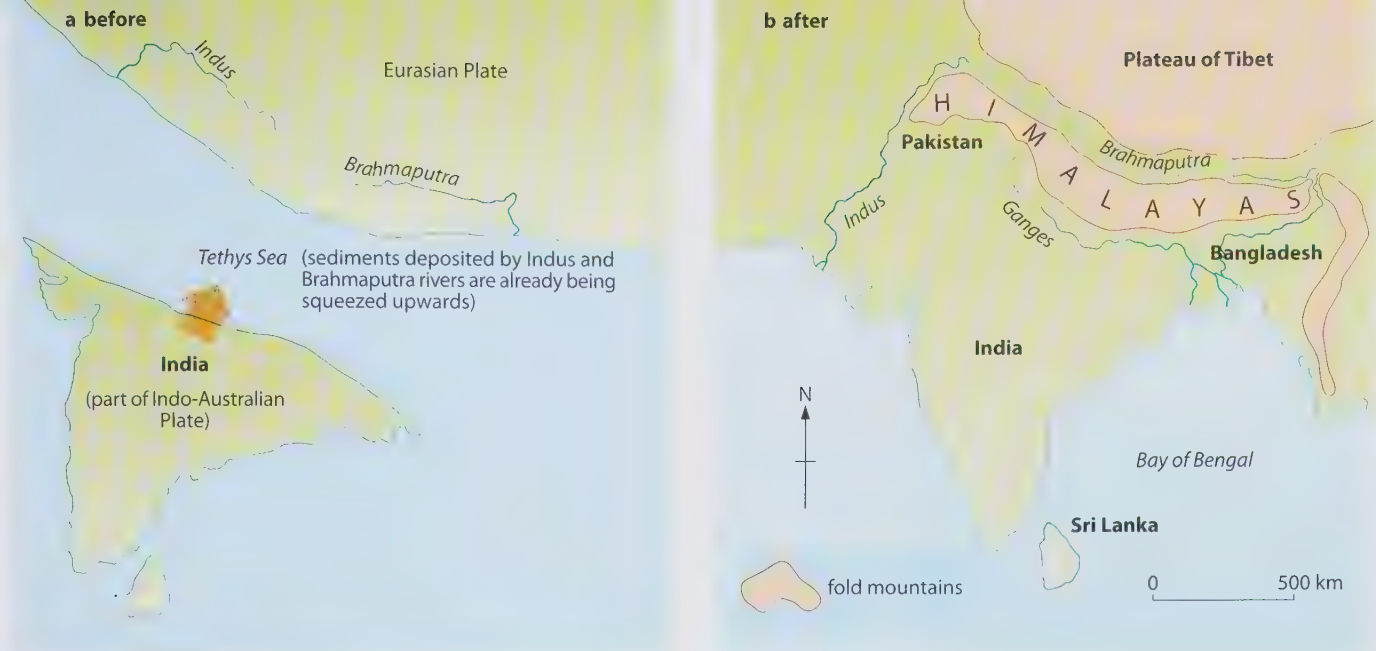 a before
Indus
Eurasian Plate
Brahmaputra
Tethys Sea (sediments deposited by Indus and
Brahmaputra rivers are already being
squeezed upwards)
India
(part of Indo-Australian
Plate)
b after
Plateau of Tibet
HIMALAYAS
Pakistan
Brahmaputra
Indus
Ganges
Bangladesh
India
N
Bay of Bengal
Sri Lanka
fold mountains
0 500 km